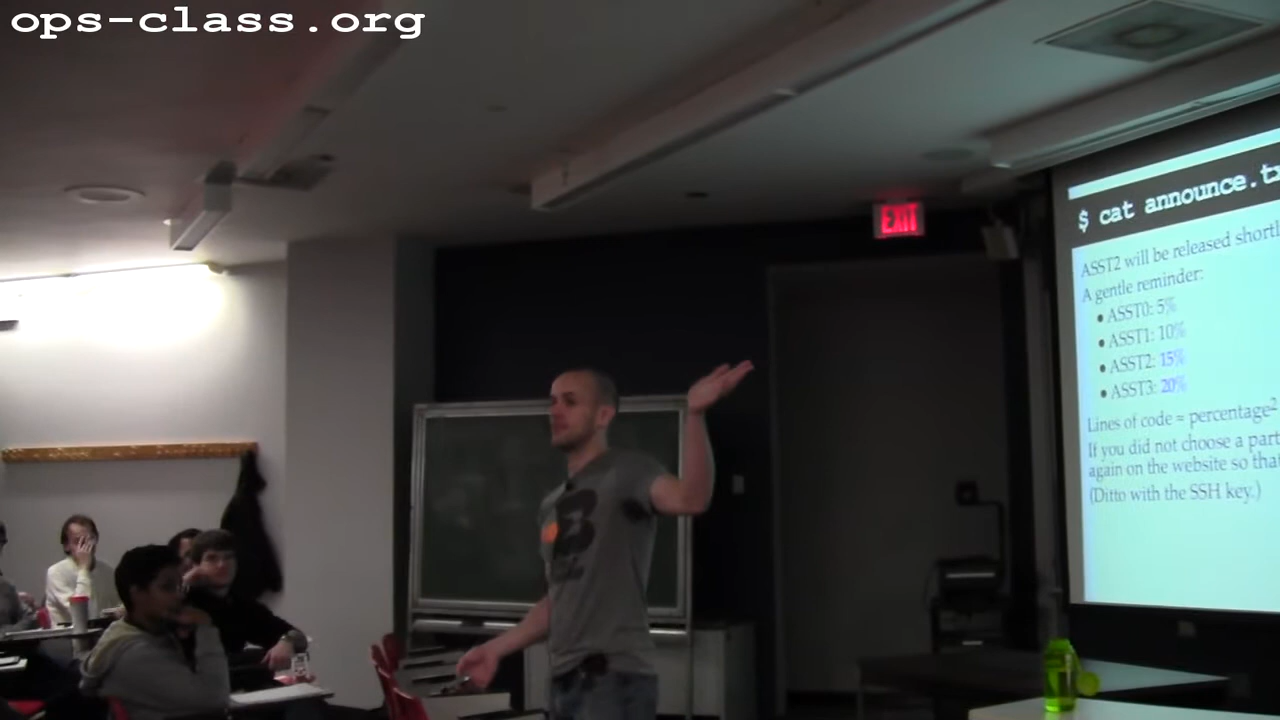 ops-class.org
EXIT
$ cat announce.tx
ASST2 will be released shortl
A gentle reminder:
• ASST0: 5%
• ASST1: 10%
• ASST2: 15%
• ASST3: 20%
Lines of code ≈ percentage²
If you did not choose a part
again on the website so that
(Ditto with the SSH key.)